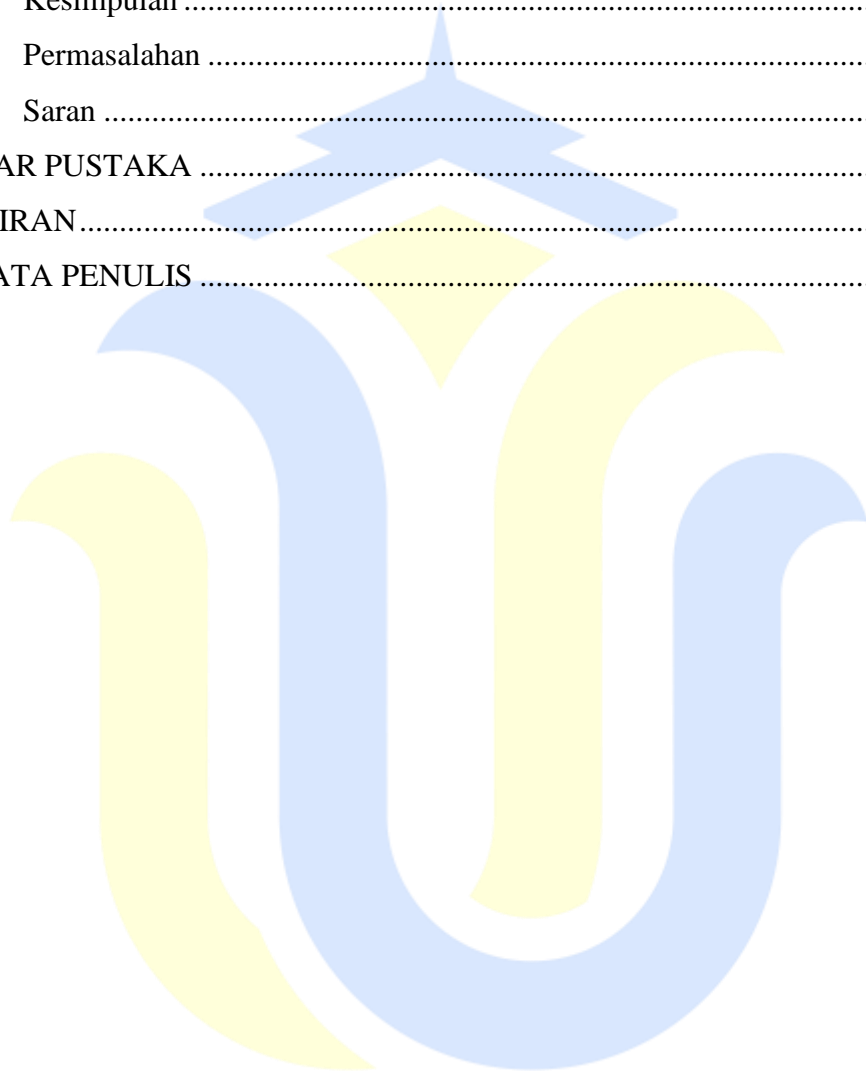 Kesimpulan ........................................................................................
Permasalahan ........................................................................................
Saran ........................................................................................
AR PUSTAKA ........................................................................................
IRAN ........................................................................................
ATA PENULIS ........................................................................................